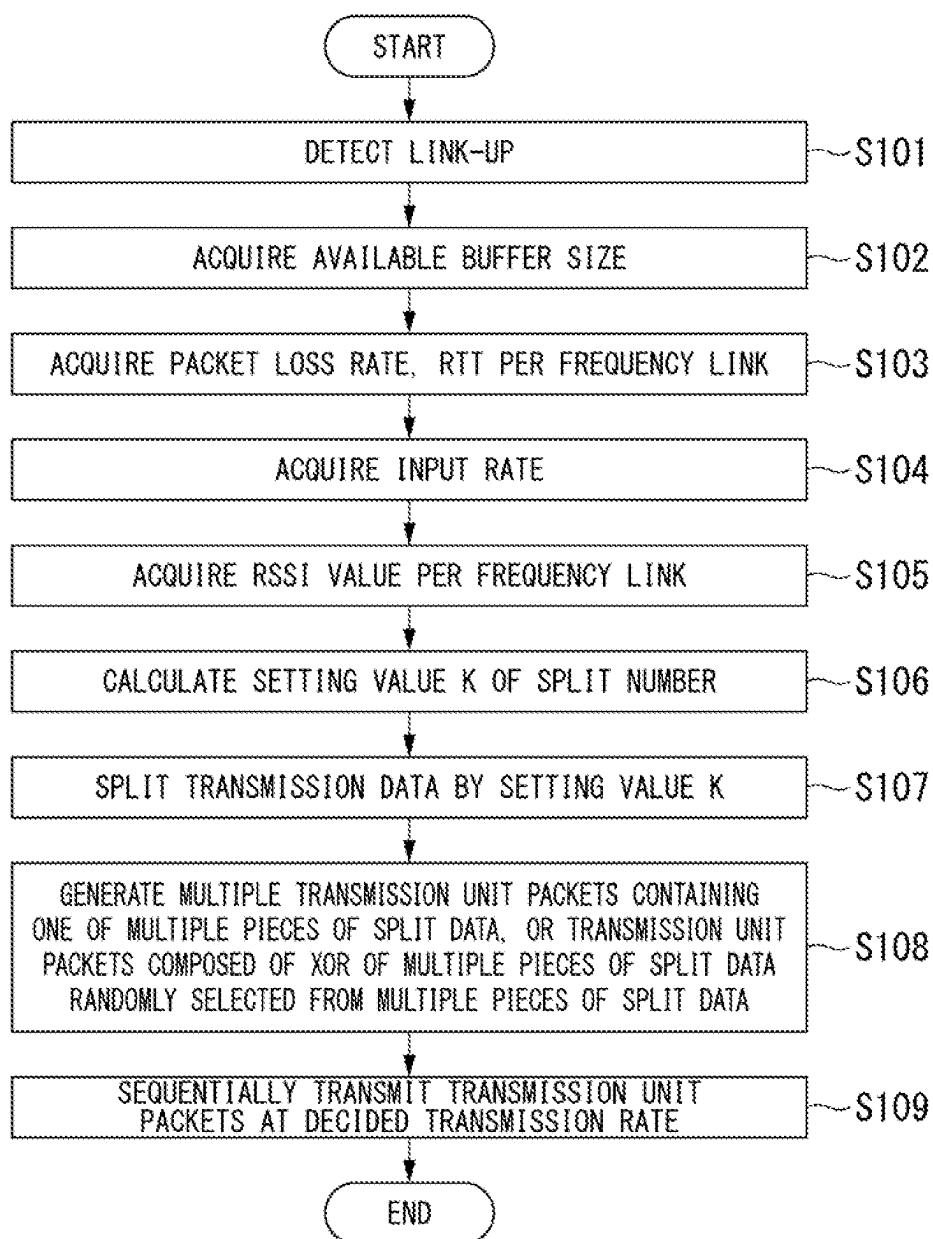 START
DETECT LINK-UP
S101
ACQUIRE AVAILABLE BUFFER SIZE
S102
ACQUIRE PACKET LOSS RATE, RTT PER FREQUENCY LINK
S103
ACQUIRE INPUT RATE
S104
ACQUIRE RSSI VALUE PER FREQUENCY LINK
S105
CALCULATE SETTING VALUE K OF SPLIT NUMBER
S106
SPLIT TRANSMISSION DATA BY SETTING VALUE K
S107
GENERATE MULTIPLE TRANSMISSION UNIT PACKETS CONTAINING
ONE OF MULTIPLE PIECES OF SPLIT DATA, OR TRANSMISSION UNIT
PACKETS COMPOSED OF XOR OF MULTIPLE PIECES OF SPLIT DATA
RANDOMLY SELECTED FROM MULTIPLE PIECES OF SPLIT DATA
S108
SEQUENTIALLY TRANSMIT TRANSMISSION UNIT
PACKETS AT DECIDED TRANSMISSION RATE
S109
END